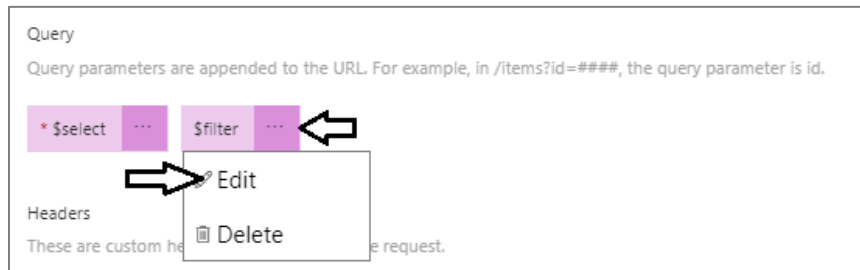 Query
Query parameters are appended to the URL. For example, in /items?id=####, the query parameter is id.
* $select ... $filter ...
Edit
Headers
Delete
These are custom he e request.